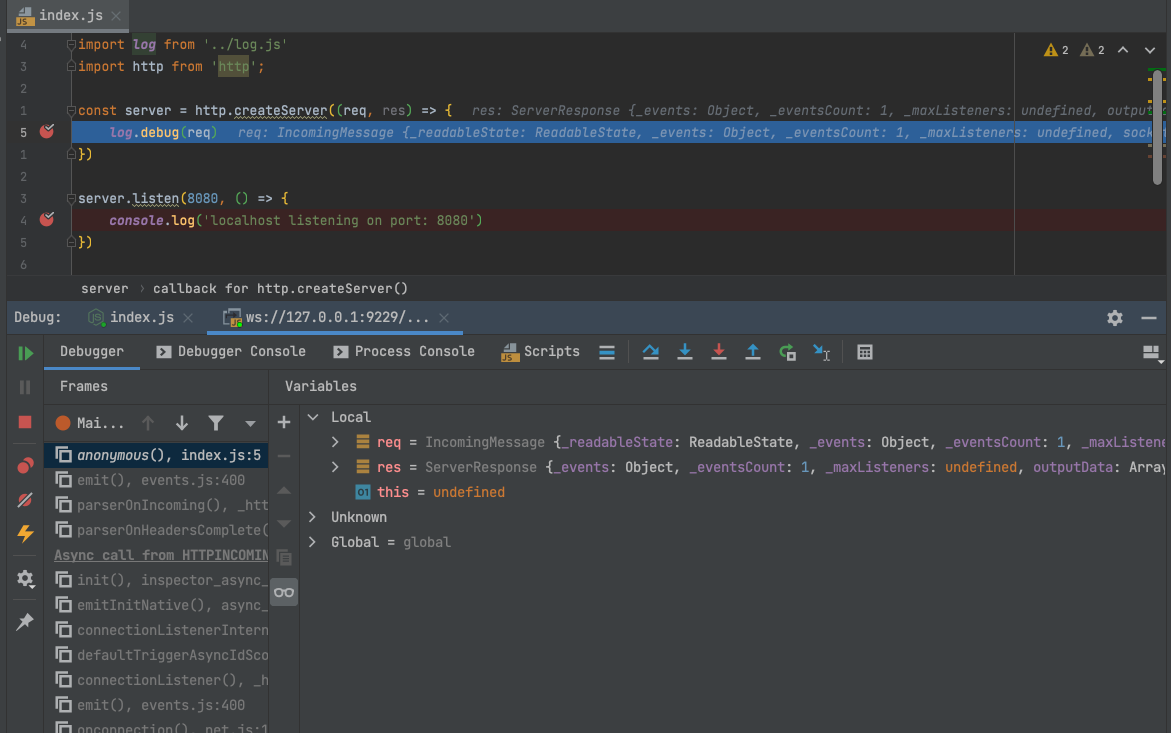 index.js
4 import log from '../log.js'
3 import http from 'http';
2
1 const server = http.createServer((req, res) => { res: ServerResponse {_events: Object, _eventsCount: 1, _maxListeners: undefined, output
5 log.debug(req) req: IncomingMessage {_readableState: ReadableState, _events: Object, _eventsCount: 1, _maxListeners: undefined, sock
1 })
2
3 server.listen(8080, () => {
4 console.log('localhost listening on port: 8080')
5 })
6
2 2
server › callback for http.createServer()
Debug: index.js ws://127.0.0.1:9229/...
Debugger Debugger Console Process Console Scripts
Frames Variables
Mai...
anonymous(), index.js:5
emit(), events.js:400
parserOnIncoming(), _htt
parserOnHeadersComplete(
Async call from HTTPINCOMIN
init(), inspector_async_
emitInitNative(), async_
connectionListenerIntern
defaultTriggerAsyncIdSco
connectionListener(), _h
emit(), events.js:400
onconnection(), net.js:1
Local
req = IncomingMessage {_readableState: ReadableState, _events: Object, _eventsCount: 1, _maxListene
res = ServerResponse {_events: Object, _eventsCount: 1, _maxListeners: undefined, outputData: Array
this = undefined
Unknown
Global = global